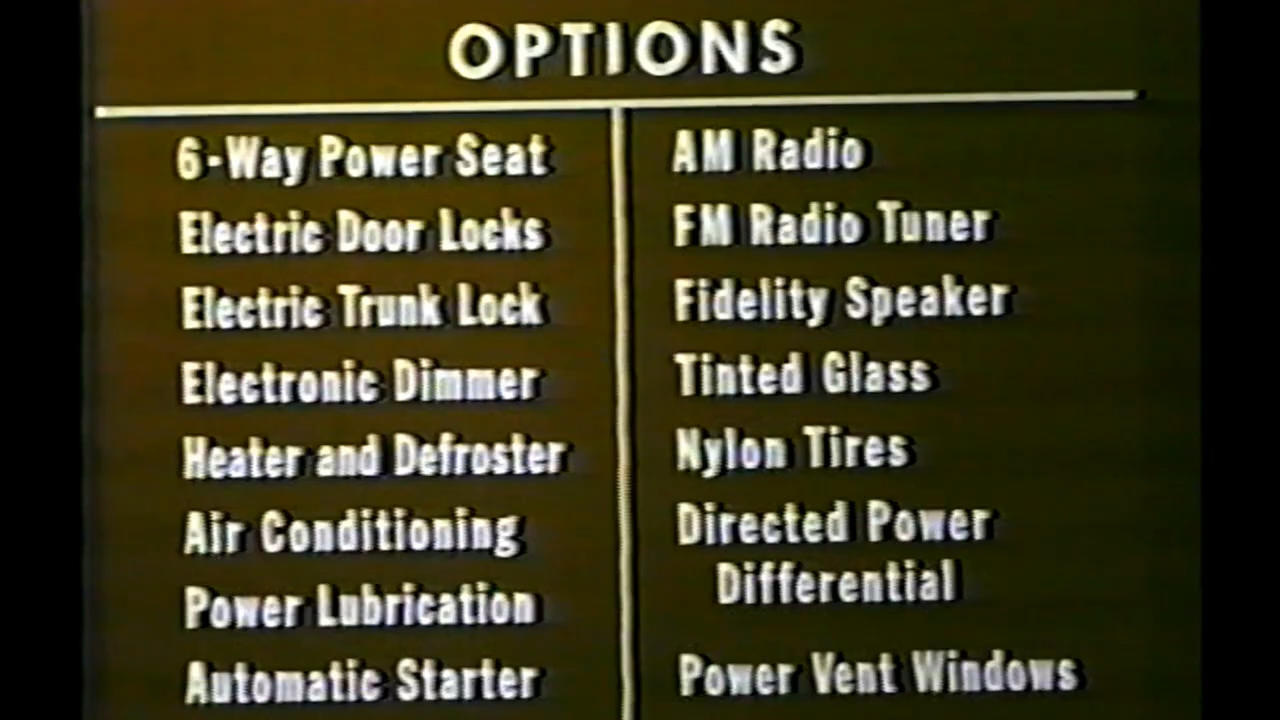 OPTIONS
6-Way Power Seat
Electric Door Locks
Electric Trunk Lock
Electronic Dimmer
Heater and Defroster
Air Conditioning
Power Lubrication
Automatic Starter
AM Radio
FM Radio Tuner
Fidelity Speaker
Tinted Glass
Nylon Tires
Directed Power
Differential
Power Vent Windows